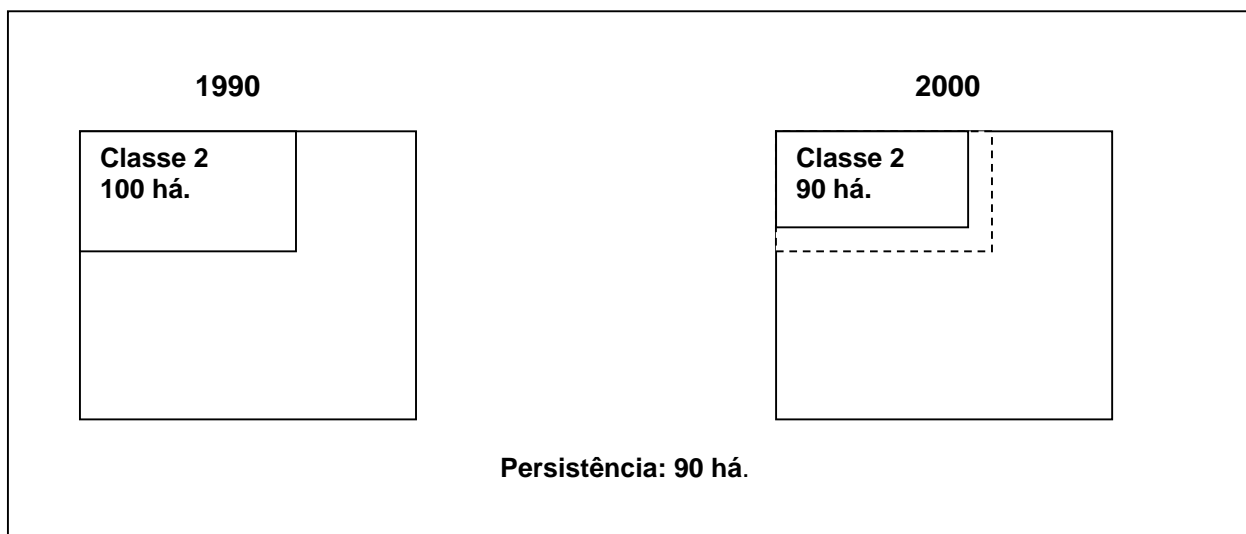 1990
2000
Classe 2
100 há.
Classe 2
90 há.
Persistência: 90 há.